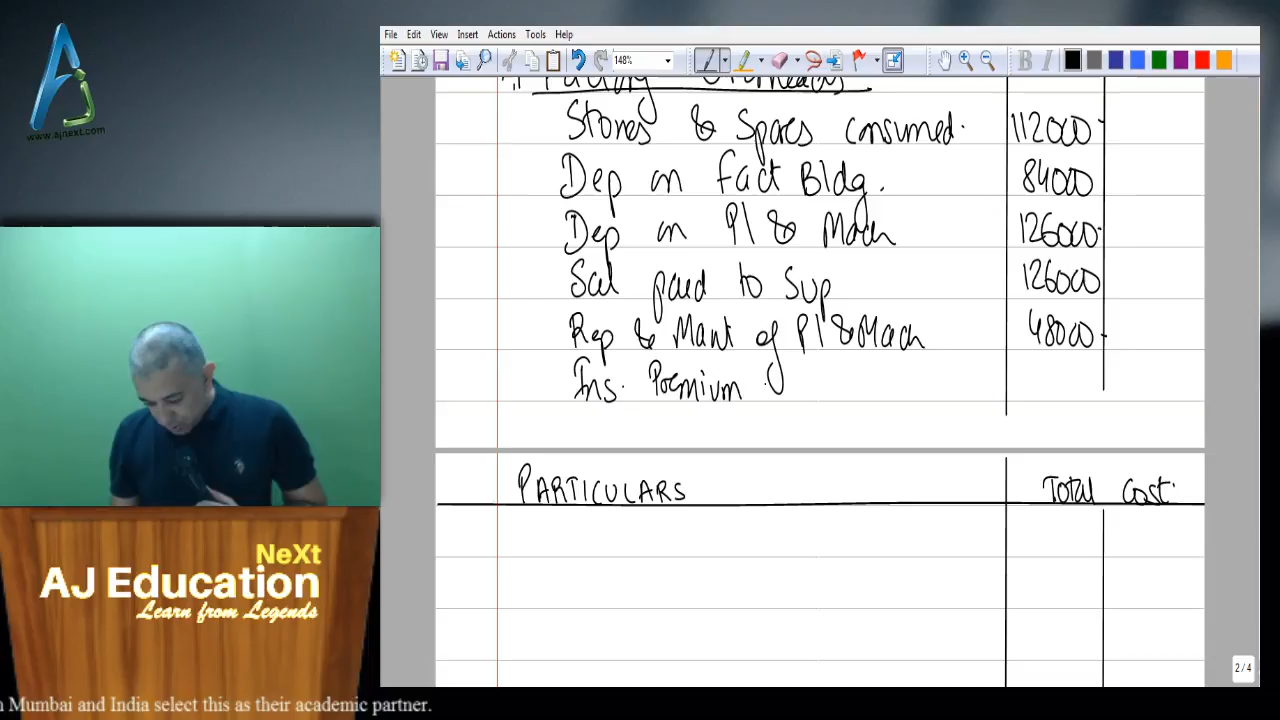 www.ajnext.com
File Edit View Insert Actions Tools Help
148%
B I
Factory Overheads
Stores & Spares consumed. 112000
Dep on Fact Bldg. 84000
Dep on Pl & Mach 126000
Sal paid to Sup 126000
Rep & Mant of Pl & Mach 48000
Ins. Premium
PARTICULARS Total Cost
2/4
NeXt
AJ Education
Learn from Legends
n Mumbai and India select this as their academic partner.